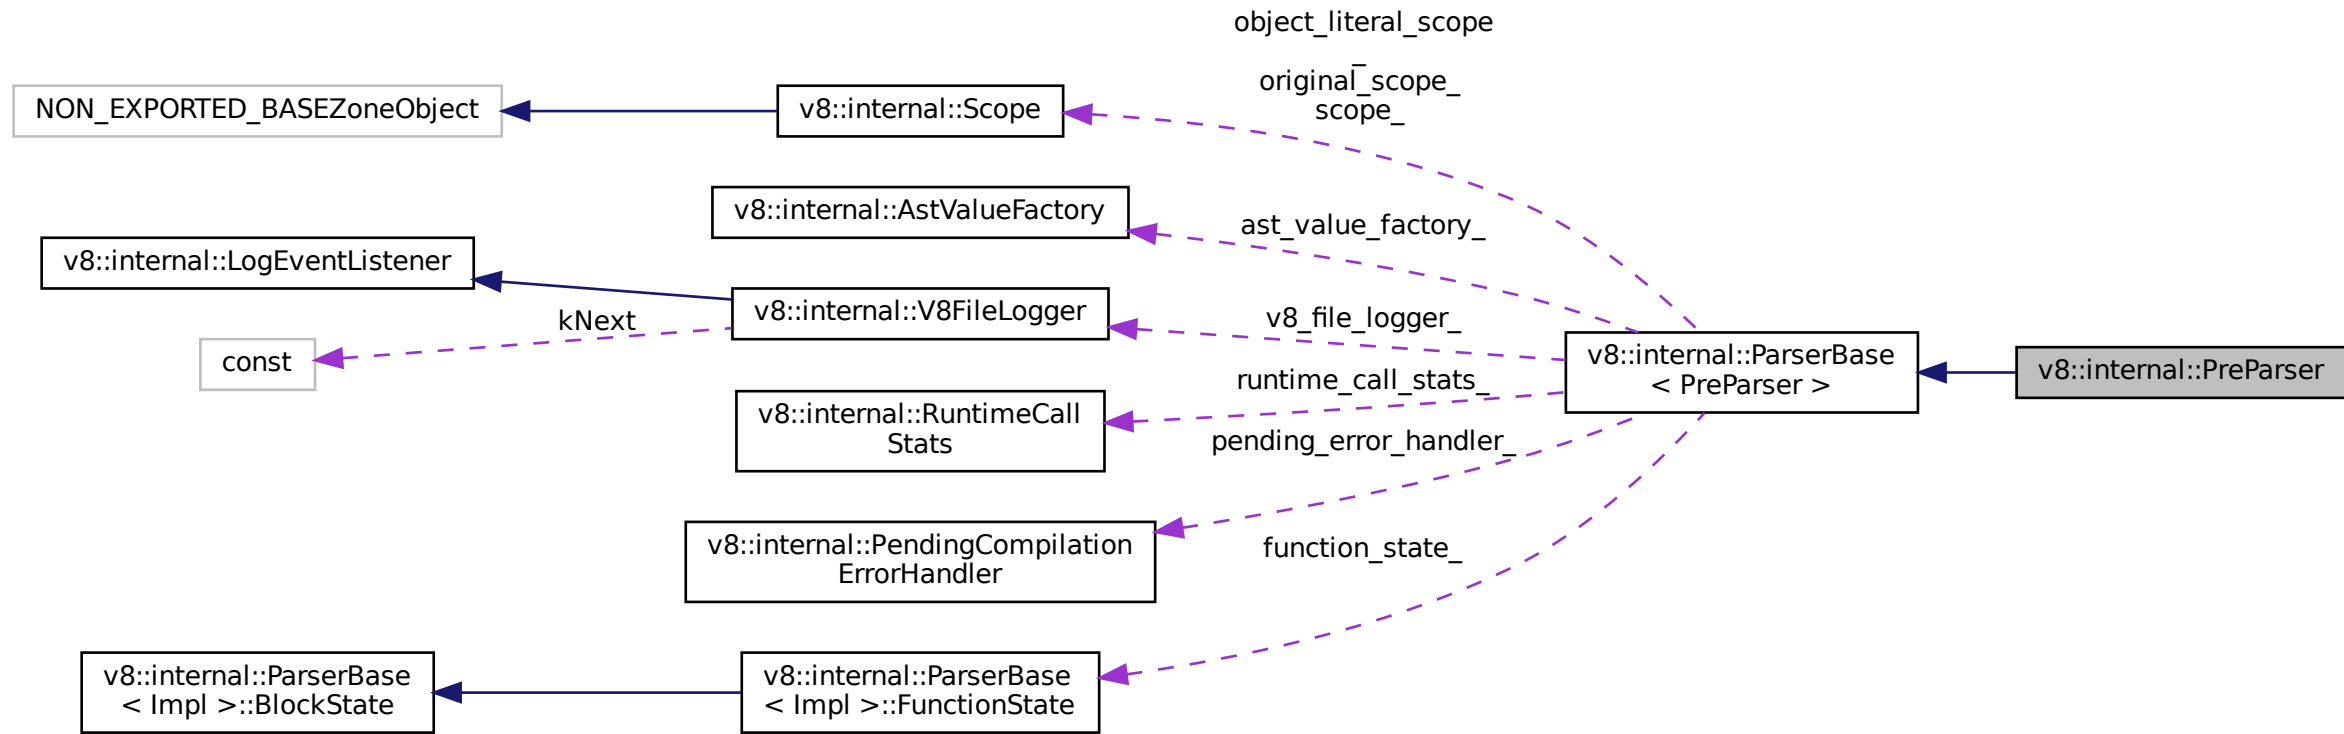 object_literal_scope
_
original_scope_
scope_
NON_EXPORTED_BASEZoneObject
v8::internal::Scope
v8::internal::AstValueFactory
ast_value_factory_
v8::internal::LogEventListener
v8::internal::V8FileLogger
v8_file_logger_
kNext
const
v8::internal::ParserBase
< PreParser >
v8::internal::PreParser
runtime_call_stats_
v8::internal::RuntimeCall
Stats
pending_error_handler_
v8::internal::PendingCompilation
ErrorHandler
function_state_
v8::internal::ParserBase
< Impl >::BlockState
v8::internal::ParserBase
< Impl >::FunctionState